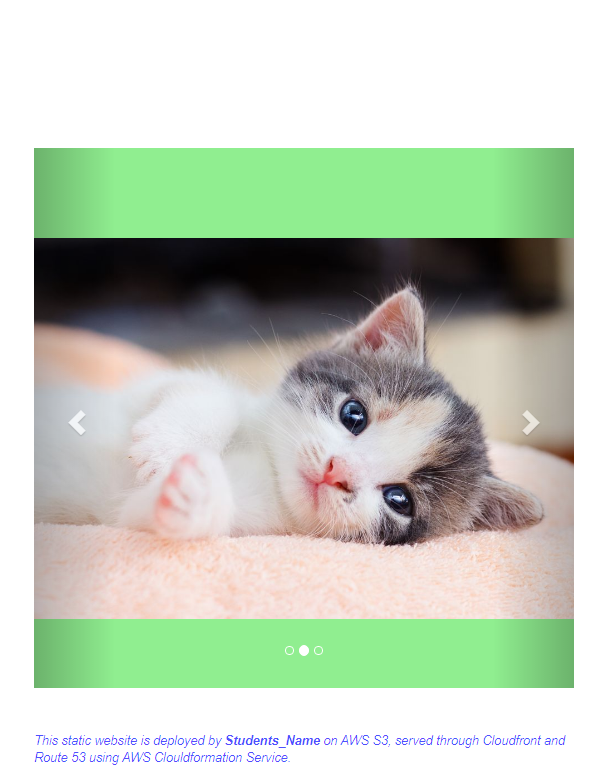 This static website is deployed by Students_Name on AWS S3, served through Cloudfront and
Route 53 using AWS Clouldformation Service.